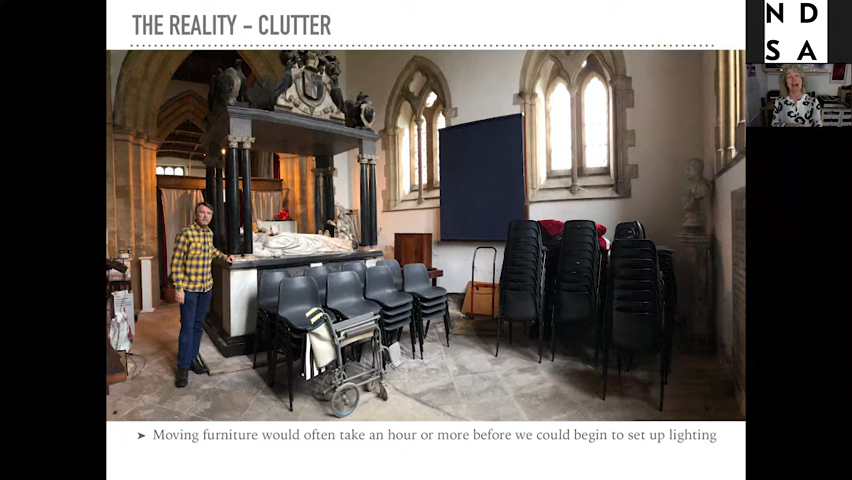 THE REALITY – CLUTTER
➤ Moving furniture would often take an hour or more before we could begin to set up lighting
N D
S A